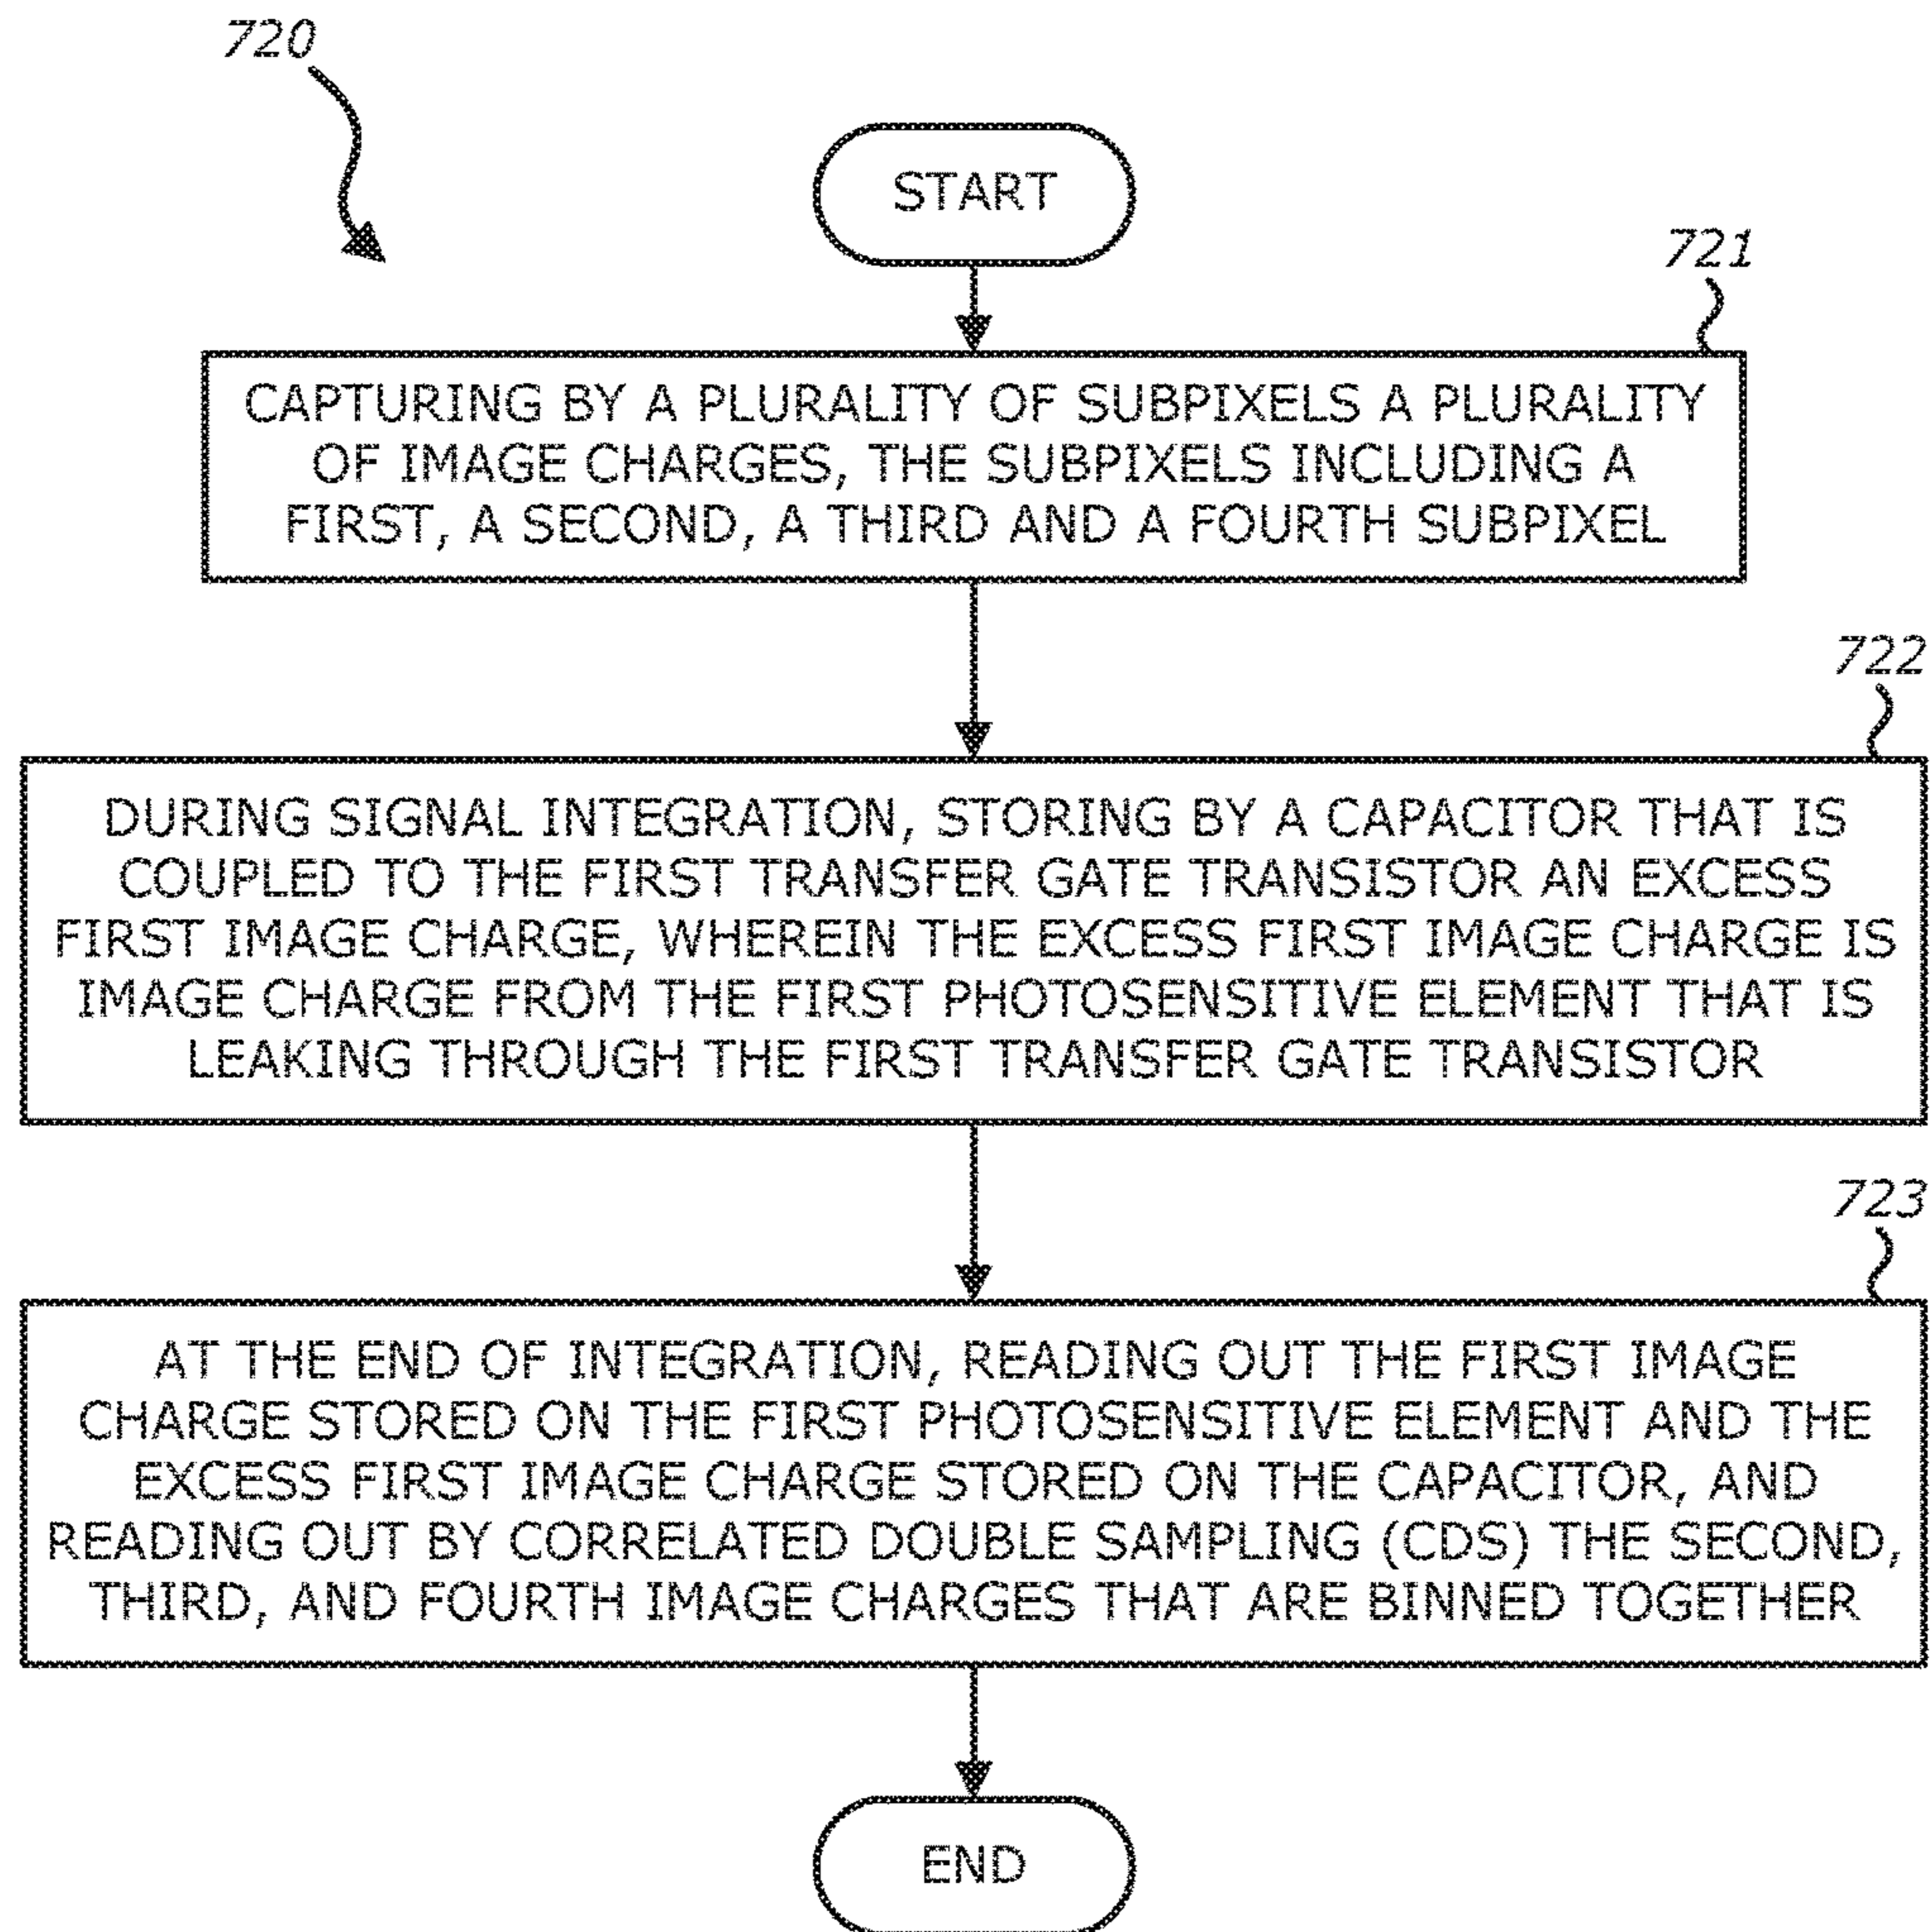 720
START
721
CAPTURING BY A PLURALITY OF SUBPIXELS A PLURALITY
OF IMAGE CHARGES, THE SUBPIXELS INCLUDING A
FIRST, A SECOND, A THIRD AND A FOURTH SUBPIXEL
722
DURING SIGNAL INTEGRATION, STORING BY A CAPACITOR THAT IS
COUPLED TO THE FIRST TRANSFER GATE TRANSISTOR AN EXCESS
FIRST IMAGE CHARGE, WHEREIN THE EXCESS FIRST IMAGE CHARGE IS
IMAGE CHARGE FROM THE FIRST PHOTOSENSITIVE ELEMENT THAT IS
LEAKING THROUGH THE FIRST TRANSFER GATE TRANSISTOR
723
AT THE END OF INTEGRATION, READING OUT THE FIRST IMAGE
CHARGE STORED ON THE FIRST PHOTOSENSITIVE ELEMENT AND THE
EXCESS FIRST IMAGE CHARGE STORED ON THE CAPACITOR, AND
READING OUT BY CORRELATED DOUBLE SAMPLING (CDS) THE SECOND,
THIRD, AND FOURTH IMAGE CHARGES THAT ARE BINNED TOGETHER
END